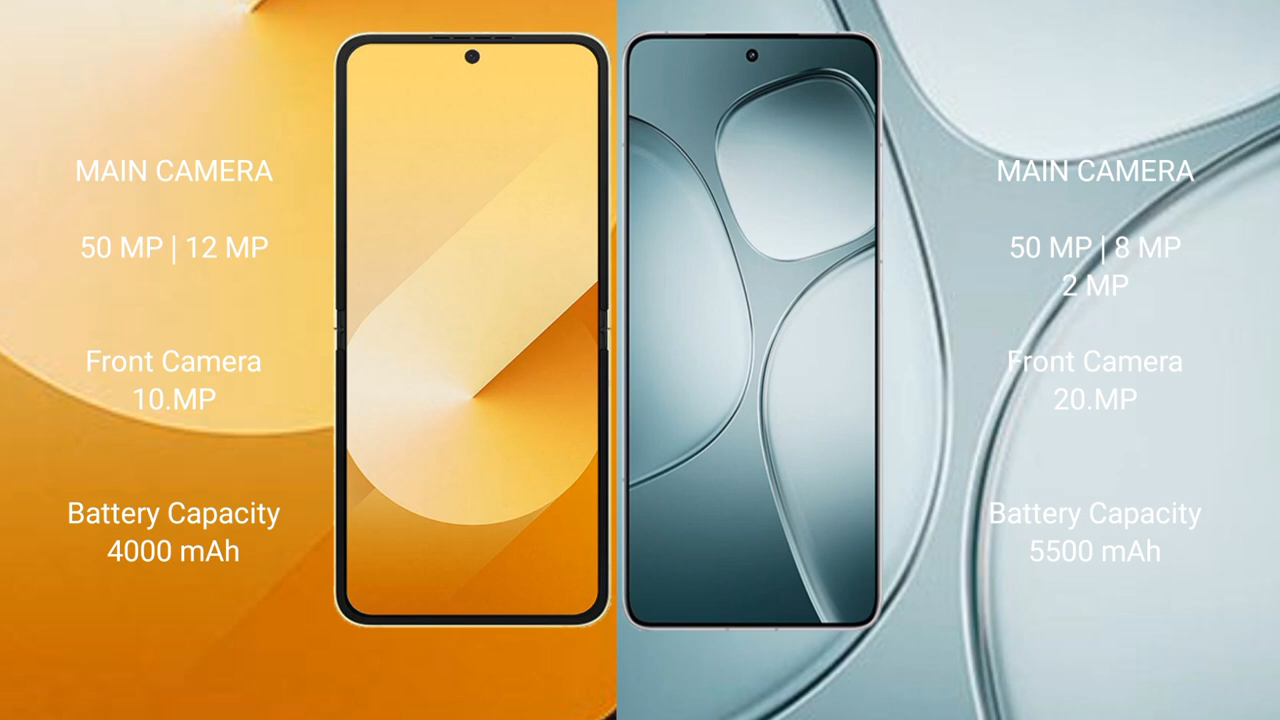 MAIN CAMERA
50 MP | 12 MP
Front Camera
10.MP
Battery Capacity
4000 mAh
MAIN CAMERA
50 MP | 8 MP
2 MP
Front Camera
20.MP
Battery Capacity
5500 mAh